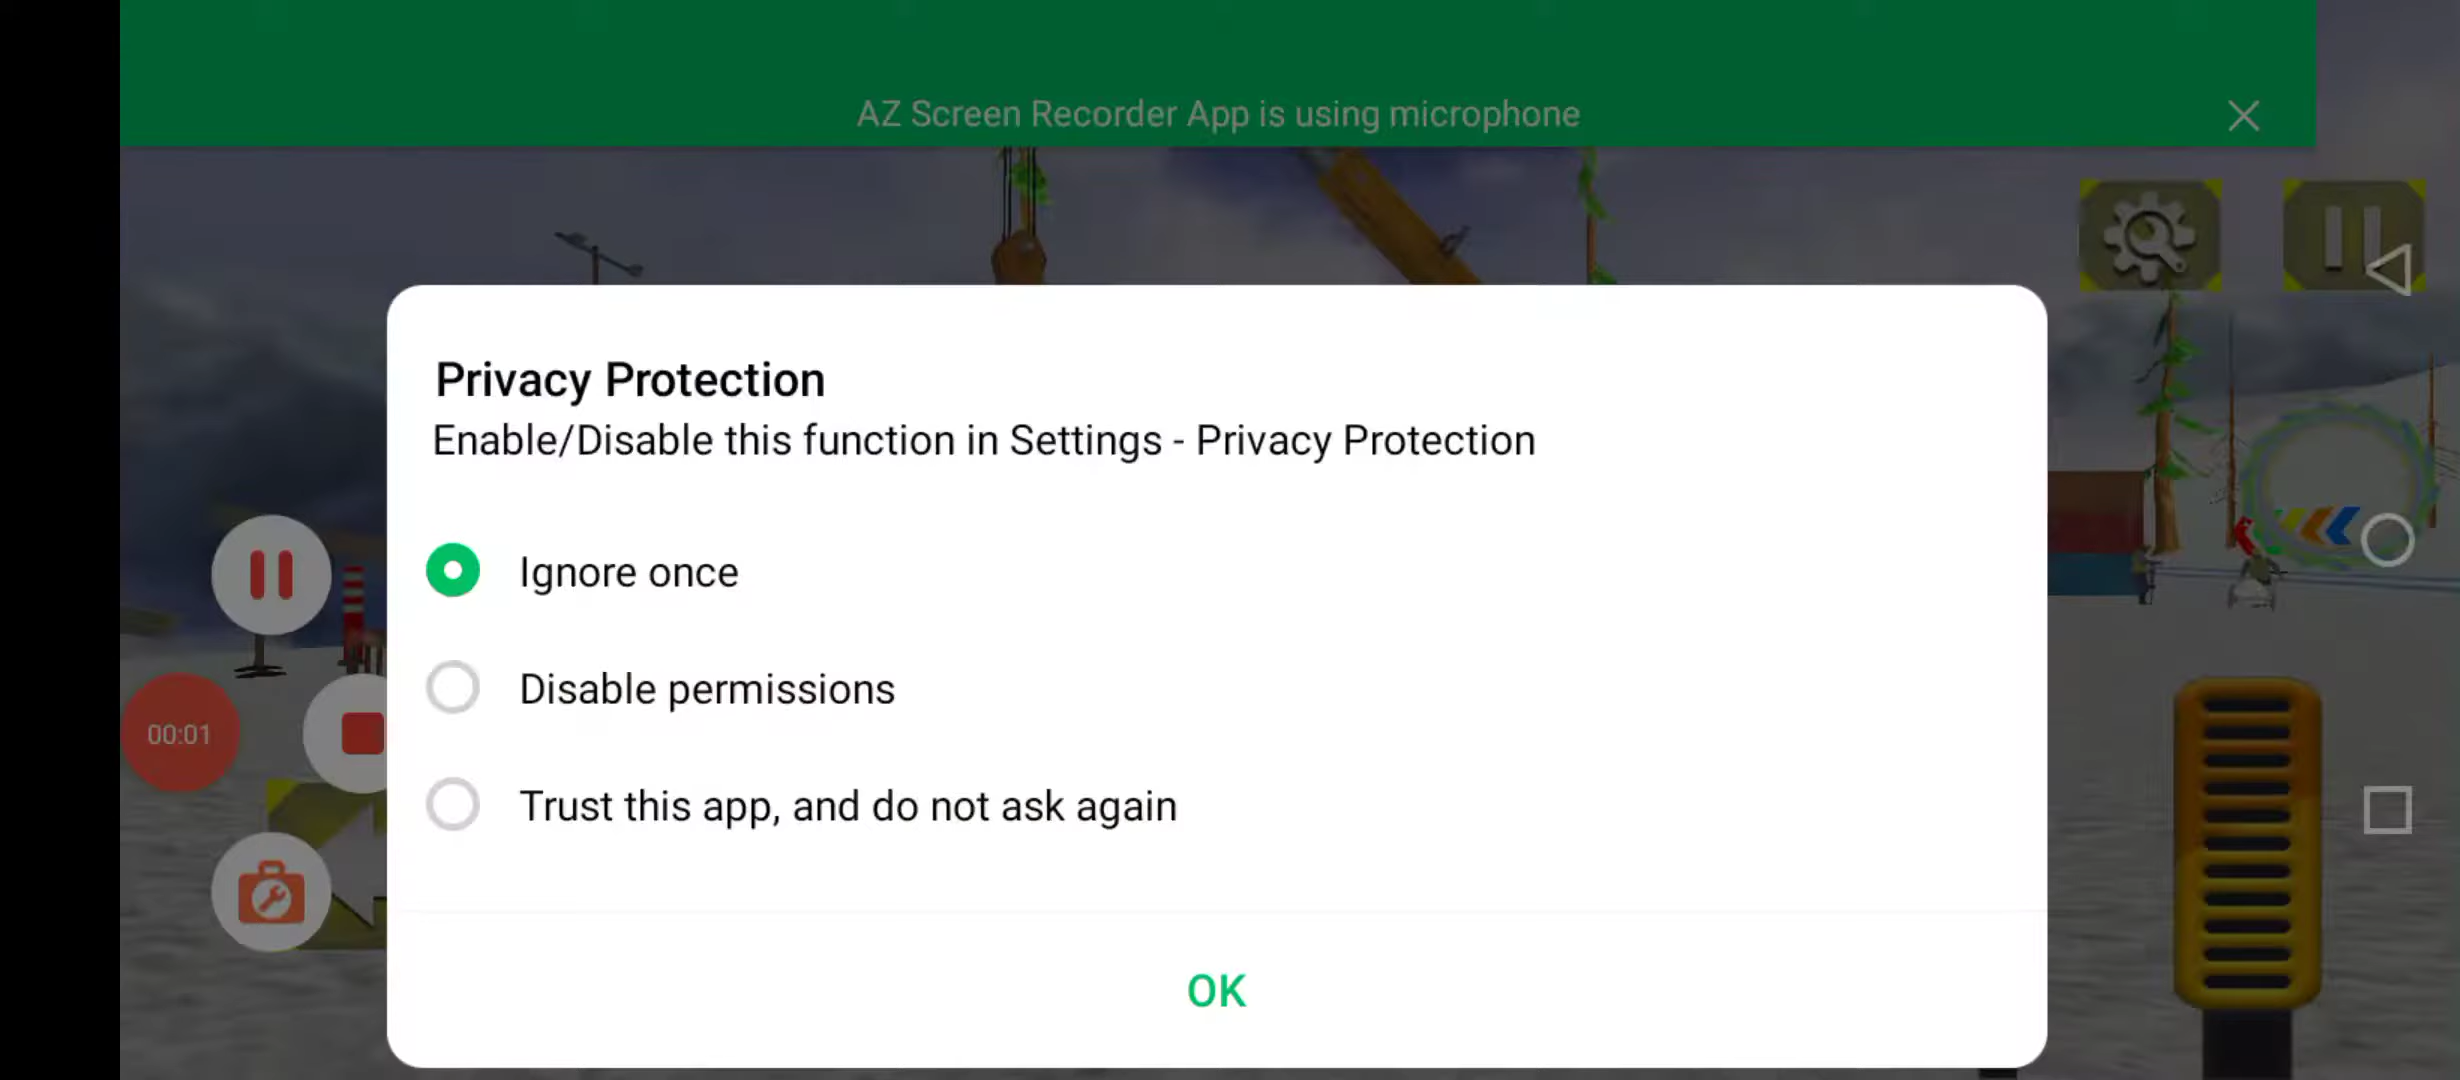 AZ Screen Recorder App is using microphone
Privacy Protection
Enable/Disable this function in Settings - Privacy Protection
Ignore once
Disable permissions
00:01
Trust this app, and do not ask again
OK